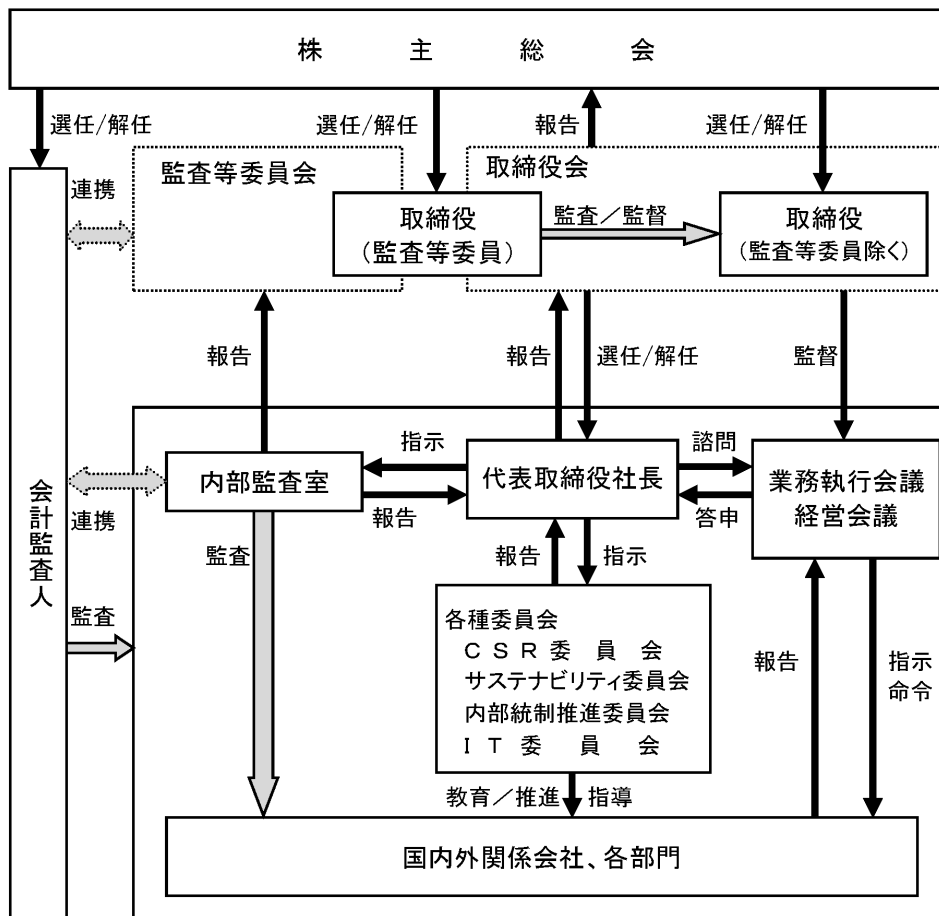 株主総会
選任/解任
選任/解任
報告
選任/解任
監査等委員会
取締役会
連携
取締役
(監査等委員)
監査/監督
取締役
(監査等委員除く)
報告
報告
選任/解任
監督
会計監査人
連携
内部監査室
指示
報告
代表取締役社長
諮問
答申
業務執行会議
経営会議
監査
報告
指示
監査
各種委員会
CSR委員会
サステナビリティ委員会
内部統制推進委員会
IT委員会
報告
指示
命令
教育/推進
指導
国内外関係会社、各部門